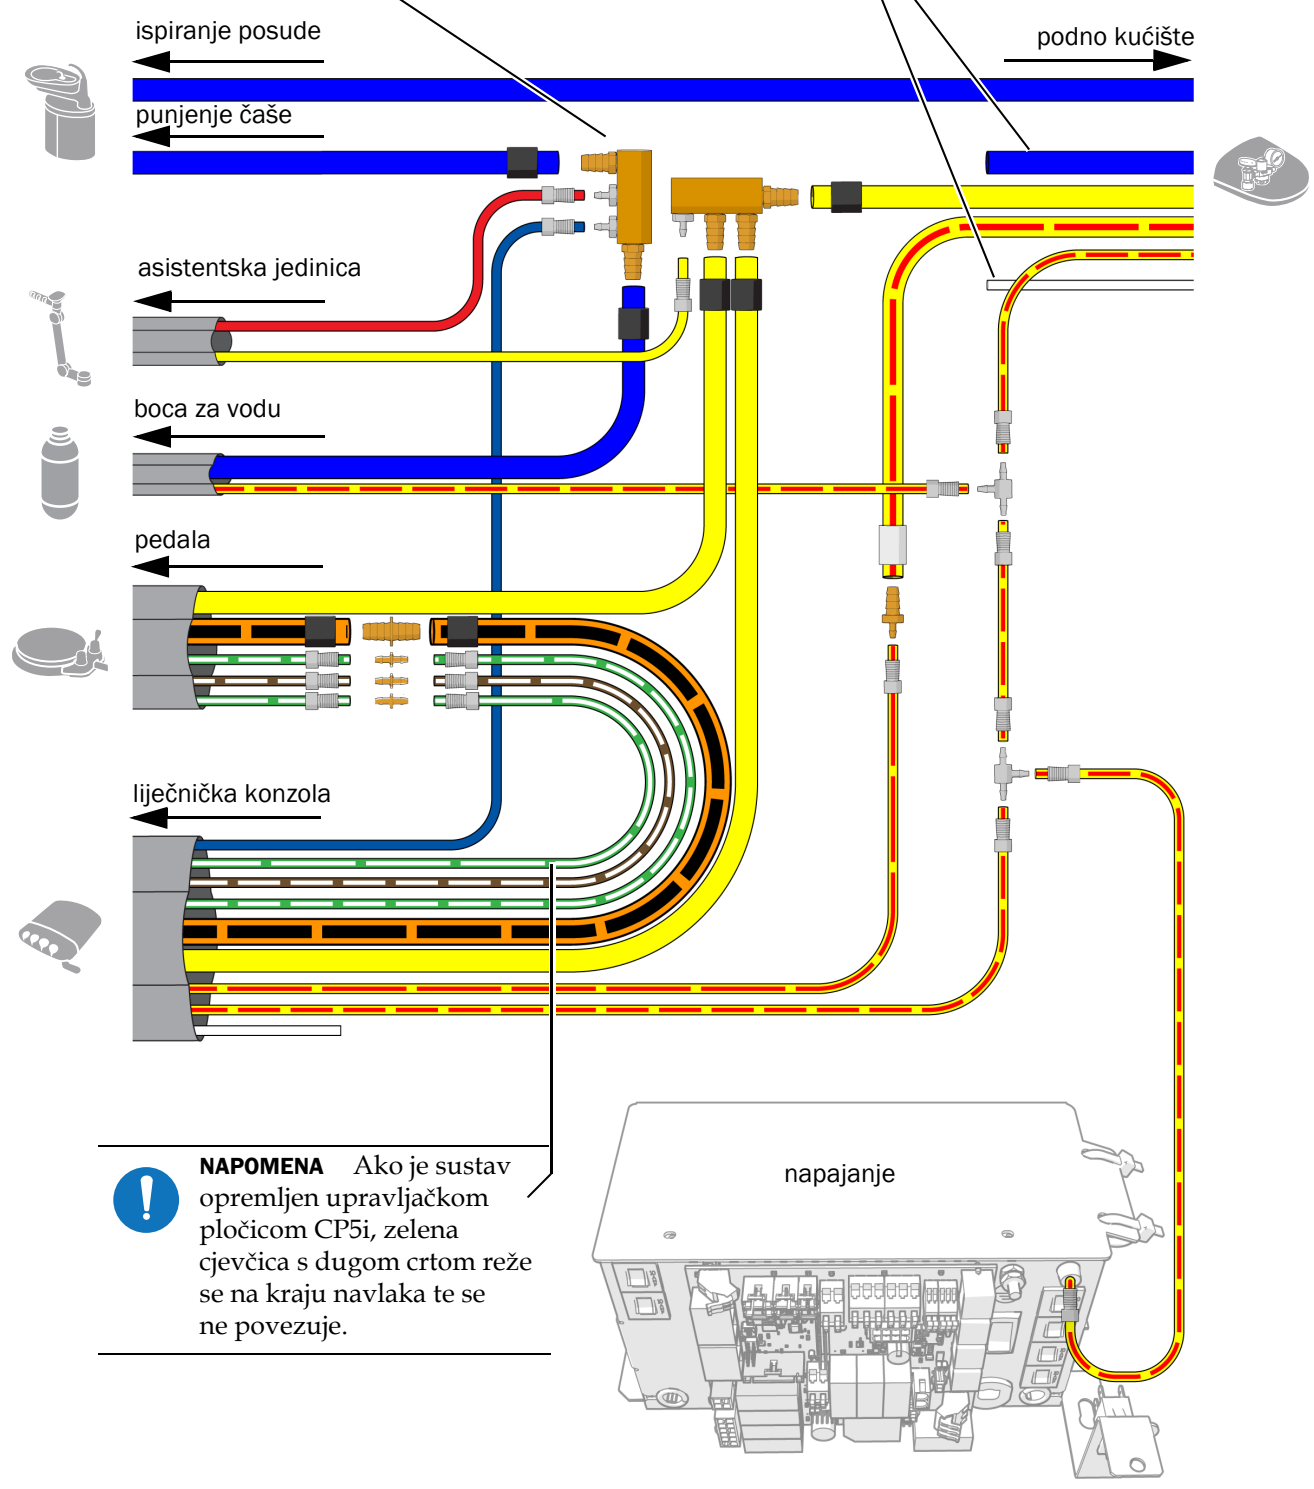 ispiranje posude
podno kućište
punjenje čaše
asistentska jedinica
boca za vodu
pedala
liječnička konzola
NAPOMENA Ako je sustav
opremljen upravljačkom
pločicom CP5i, zelena
cjevčica s dugom crtom reže
se na kraju navlaka te se
ne povezuje.
napajanje